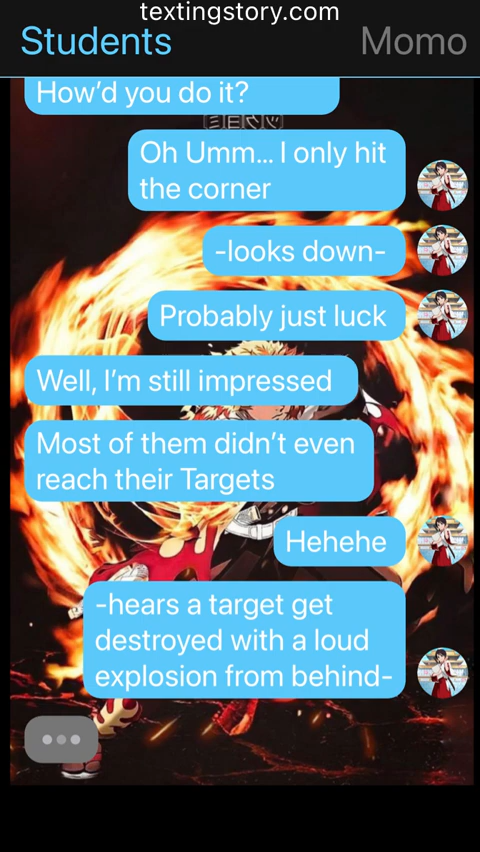 textingstory.com
Students
Momo
How’d you do it?
Oh Umm... I only hit
the corner
-looks down-
Probably just luck
Well, I’m still impressed
Most of them didn’t even
reach their Targets
Hehehe
-hears a target get
destroyed with a loud
explosion from behind-